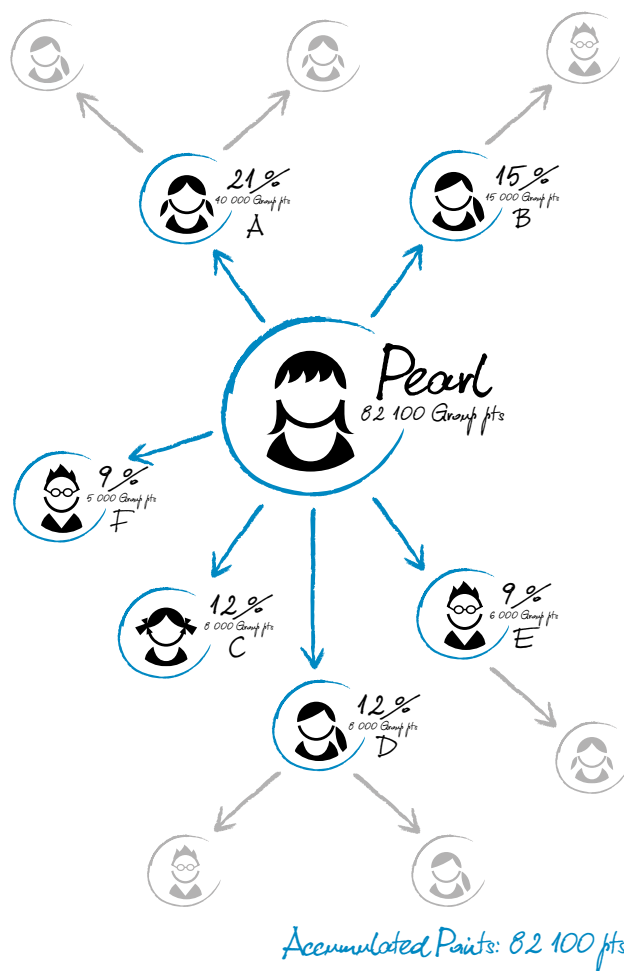 21%
40 000 Group pts
A
15%
15 000 Group pts
B
Pearl
82 100 Group pts
9%
5 000 Group pts
F
12%
8 000 Group pts
C
9%
6 000 Group pts
E
12%
8 000 Group pts
D
Accumulated Points: 82 100 pts